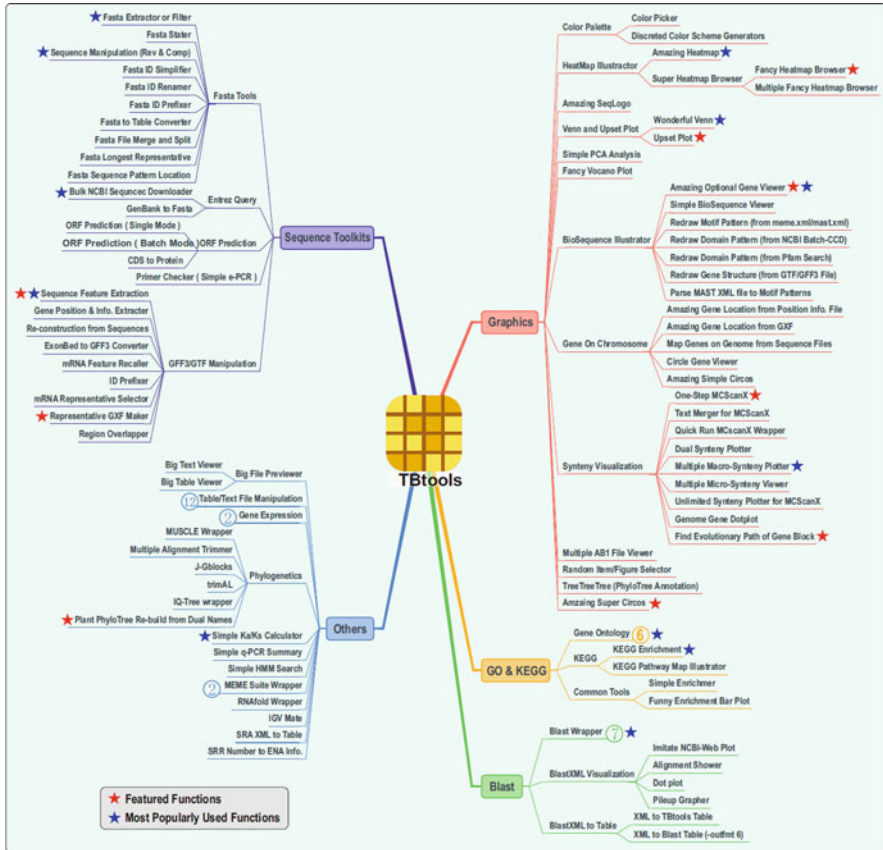 Fasta Extractor or Filter
Fasta Stater
Sequence Manipulation (Rev & Comp)
Fasta ID Simplifier
Fasta ID Renamer
Fasta ID Prefixer
Fasta to Table Converter
Fasta File Merge and Split
Fasta Longest Representative
Fasta Sequence Pattern Location
Fasta Tools
Bulk NCBI Sequncec Downloader
GenBank to Fasta
Entrez Query
ORF Prediction ( Single Mode )
ORF Prediction ( Batch Mode )
CDS to Protein
ORF Prediction
Primer Checker ( Simple e-PCR )
Sequence Toolkits
Sequence Feature Extraction
Gene Position & Info. Extracter
Re-construction from Sequences
ExonBed to GFF3 Converter
mRNA Feature Recaller
ID Prefixer
mRNA Representative Selector
Representative GXF Maker
Region Overlapper
GFF3/GTF Manipulation
Color Palette
Color Picker
Discreted Color Scheme Generators
HeatMap Illustractor
Amazing Heatmap
Super Heatmap Browser
Fancy Heatmap Browser
Multiple Fancy Heatmap Browser
Amazing SeqLogo
Venn and Upset Plot
Wonderful Venn
Upset Plot
Simple PCA Analysis
Fancy Vocano Plot
BioSequence Illustrator
Amazing Optional Gene Viewer
Simple BioSequence Viewer
Redraw Motif Pattern (from meme.xml/mast.xml)
Redraw Domain Pattern (from NCBI Batch-CCD)
Redraw Domain Pattern (from Pfam Search)
Redraw Gene Structure (from GTF/GFF3 File)
Parse MAST XML file to Motif Patterns
Graphics
Gene On Chromosome
Amazing Gene Location from Position Info. File
Amazing Gene Location from GXF
Map Genes on Genome from Sequence Files
Circle Gene Viewer
Amazing Simple Circos
Synteny Visualization
One-Step MCScanX
Text Merger for MCScanX
Quick Run MCscanX Wrapper
Dual Synteny Plotter
Multiple Macro-Synteny Plotter
Multiple Micro-Synteny Viewer
Unlimited Synteny Plotter for MCScanX
Genome Gene Dotplot
Find Evolutionary Path of Gene Block
Multiple AB1 File Viewer
Random Item/Figure Selector
TreeTreeTree (PhyloTree Annotation)
Amzaing Super Circos
TBtools
Big Text Viewer
Big Table Viewer
Big File Previewer
⑫ Table/Text File Manipulation
② Gene Expression
MUSCLE Wrapper
Multiple Alignment Trimmer
J-Gblocks
trimAL
IQ-Tree wrapper
Plant PhyloTree Re-build from Dual Names
Phylogenetics
Others
Simple Ka/Ks Calculator
Simple q-PCR Summary
Simple HMM Search
② MEME Suite Wrapper
RNAfold Wrapper
IGV Mate
SRA XML to Table
SRR Number to ENA Info.
GO & KEGG
Gene Ontology ⑥
KEGG
KEGG Enrichment
KEGG Pathway Map Illustrator
Common Tools
Simple Enrichmer
Funny Enrichment Bar Plot
Blast
Blast Wrapper ⑦
BlastXML Visualization
Imitate NCBI-Web Plot
Alignment Shower
Dot plot
Pileup Grapher
BlastXML to Table
XML to TBtools Table
XML to Blast Table (-outfmt 6)
Featured Functions
Most Popularly Used Functions